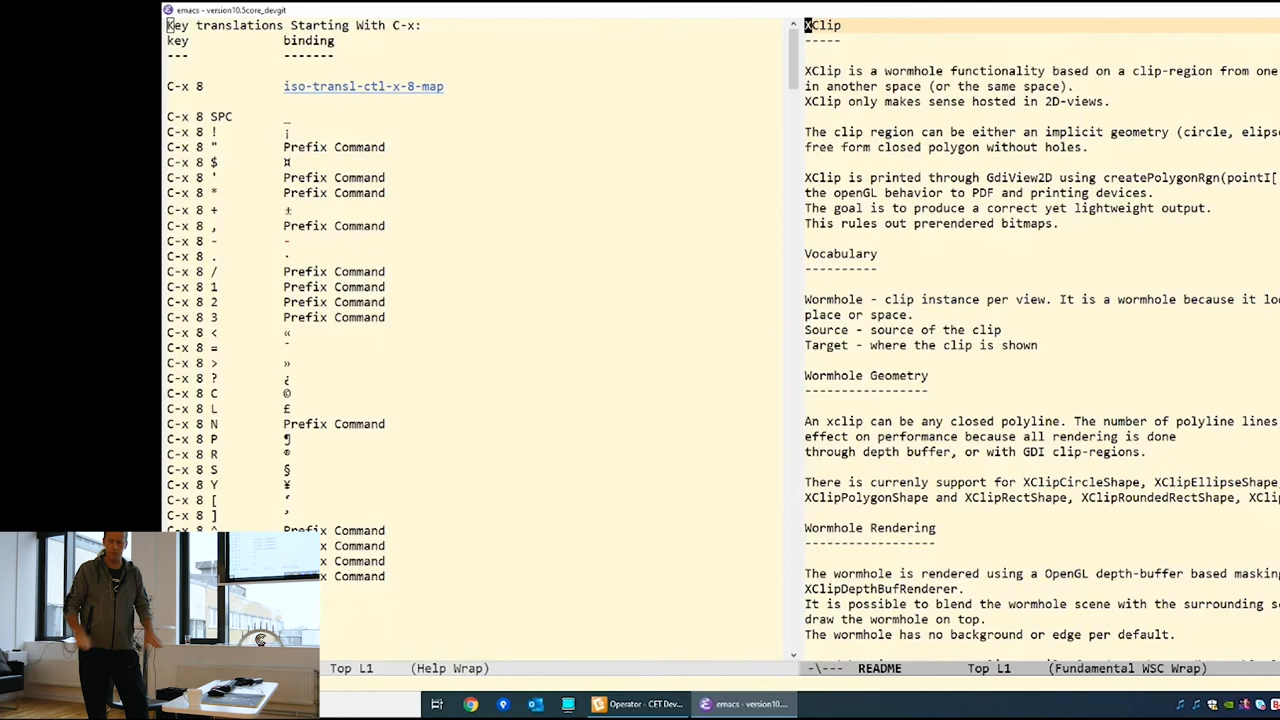 emacs - version10.5core_devgit
Key translations Starting With C-x:
key binding
--- -------
C-x 8 iso-transl-ctl-x-8-map
C-x 8 SPC _
C-x 8 ! ¡
C-x 8 " Prefix Command
C-x 8 $ ¤
C-x 8 ' Prefix Command
C-x 8 * Prefix Command
C-x 8 + ±
C-x 8 , Prefix Command
C-x 8 - -
C-x 8 . ·
C-x 8 / Prefix Command
C-x 8 1 Prefix Command
C-x 8 2 Prefix Command
C-x 8 3 Prefix Command
C-x 8 < «
C-x 8 = ¯
C-x 8 > »
C-x 8 ? ¿
C-x 8 C ©
C-x 8 L £
C-x 8 N Prefix Command
C-x 8 P ¶
C-x 8 R ®
C-x 8 S §
C-x 8 Y ¥
C-x 8 [ ‘
C-x 8 ] ’
C-x 8 ^ Prefix Command
Prefix Command
x Command
x Command
Top L1 (Help Wrap)
XClip
-----
XClip is a wormhole functionality based on a clip-region from one
in another space (or the same space).
XClip only makes sense hosted in 2D-views.
The clip region can be either an implicit geometry (circle, elips
free form closed polygon without holes.
XClip is printed through GdiView2D using createPolygonRgn(pointI[
the openGL behavior to PDF and printing devices.
The goal is to produce a correct yet lightweight output.
This rules out prerendered bitmaps.
Vocabulary
----------
Wormhole - clip instance per view. It is a wormhole because it loo
place or space.
Source - source of the clip
Target - where the clip is shown
Wormhole Geometry
-----------------
An xclip can be any closed polyline. The number of polyline lines
effect on performance because all rendering is done
through depth buffer, or with GDI clip-regions.
There is currenly support for XClipCircleShape, XClipEllipseShape,
XClipPolygonShape and XClipRectShape, XClipRoundedRectShape, XCli
Wormhole Rendering
------------------
The wormhole is rendered using a OpenGL depth-buffer based masking
XClipDepthBufRenderer.
It is possible to blend the wormhole scene with the surrounding s
draw the wormhole on top.
The wormhole has no background or edge per default.
-\--- README Top L1 (Fundamental WSC Wrap)
Operator - CET Dev...
emacs - version10....